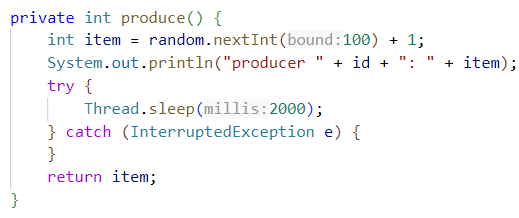 private int produce() {
    int item = random.nextInt(bound:100) + 1;
    System.out.println("producer " + id + ": " + item);
    try {
        Thread.sleep(millis:2000);
    } catch (InterruptedException e) {
    }
    return item;
}